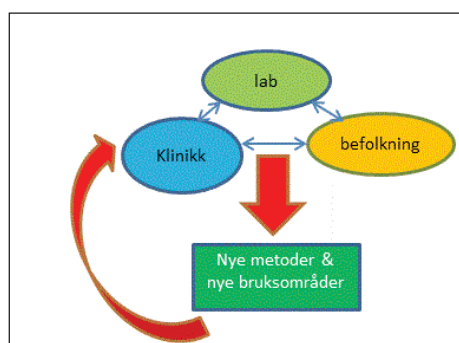 lab
Klinikk
befolkning
Nye metoder &
nye bruksområder